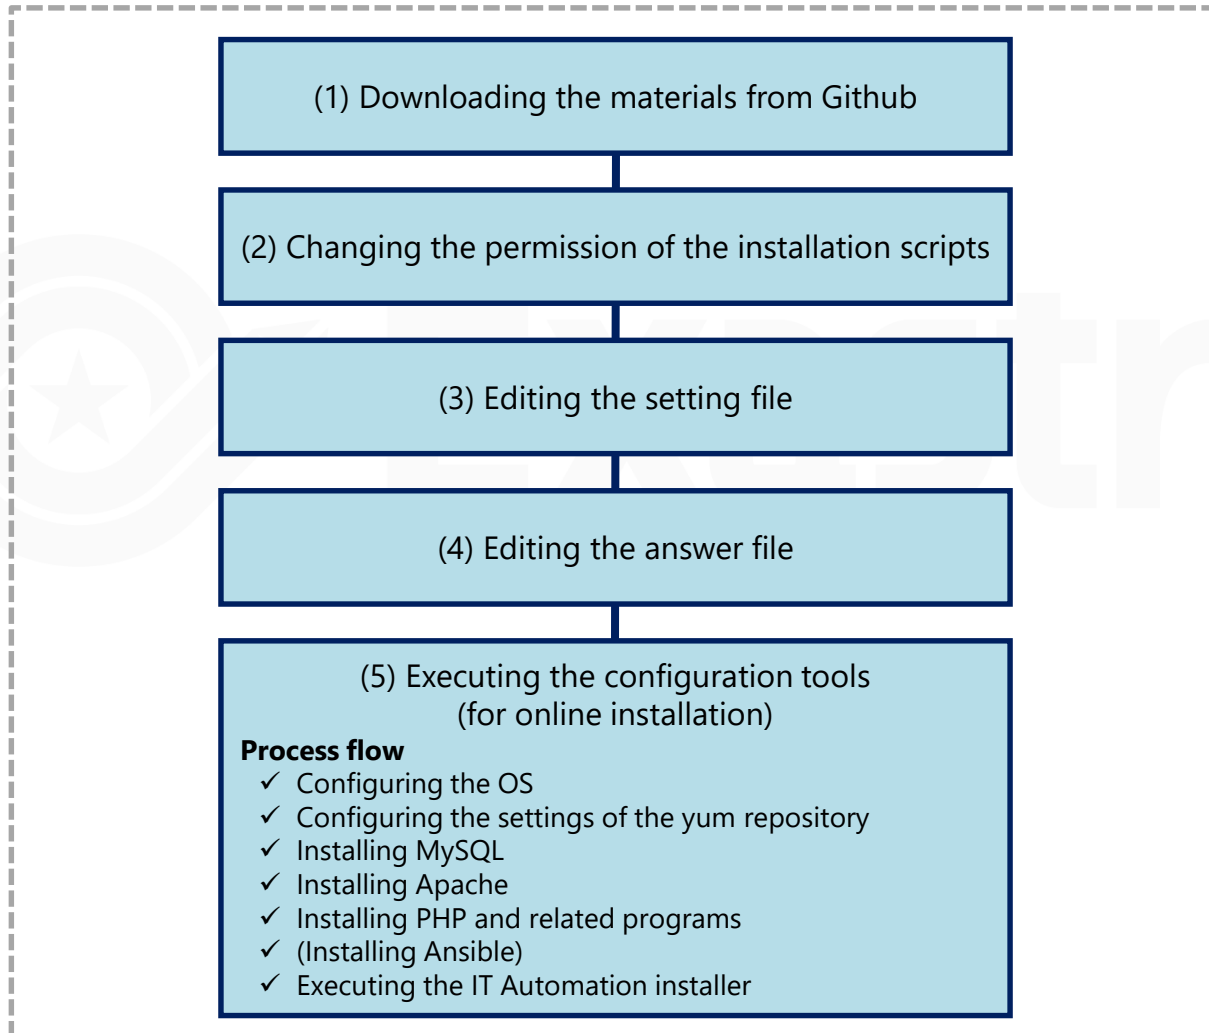 (1) Downloading the materials from Github
(2) Changing the permission of the installation scripts
(3) Editing the setting file
(4) Editing the answer file
(5) Executing the configuration tools
(for online installation)
Process flow
✓ Configuring the OS
✓ Configuring the settings of the yum repository
✓ Installing MySQL
✓ Installing Apache
✓ Installing PHP and related programs
✓ (Installing Ansible)
✓ Executing the IT Automation installer